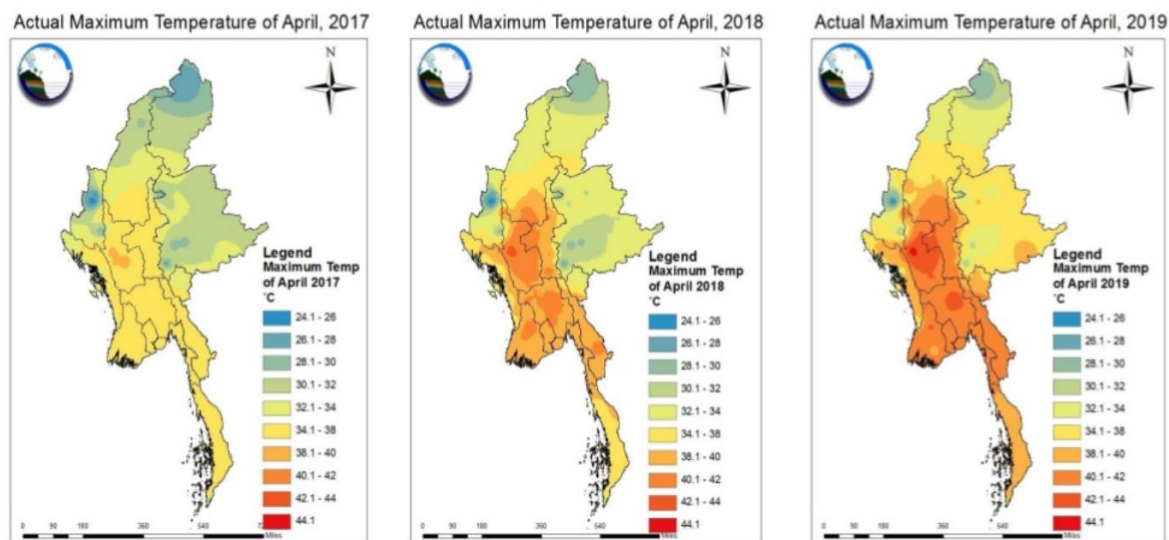 Actual Maximum Temperature of April, 2017
N
Legend
Maximum Temp
of April 2017
°C
24.1 - 26
26.1 - 28
28.1 - 30
30.1 - 32
32.1 - 34
34.1 - 38
38.1 - 40
40.1 - 42
42.1 - 44
44.1
0 90 180 360 540
Miles
Actual Maximum Temperature of April, 2018
N
Legend
Maximum Temp
of April 2018
°C
24.1 - 26
26.1 - 28
28.1 - 30
30.1 - 32
32.1 - 34
34.1 - 38
38.1 - 40
40.1 - 42
42.1 - 44
44.1
0 90 180 360 540
Miles
Actual Maximum Temperature of April, 2019
N
Legend
Maximum Temp
of April 2019
°C
24.1 - 26
26.1 - 28
28.1 - 30
30.1 - 32
32.1 - 34
34.1 - 38
38.1 - 40
40.1 - 42
42.1 - 44
44.1
0 90 180 360 540
Miles